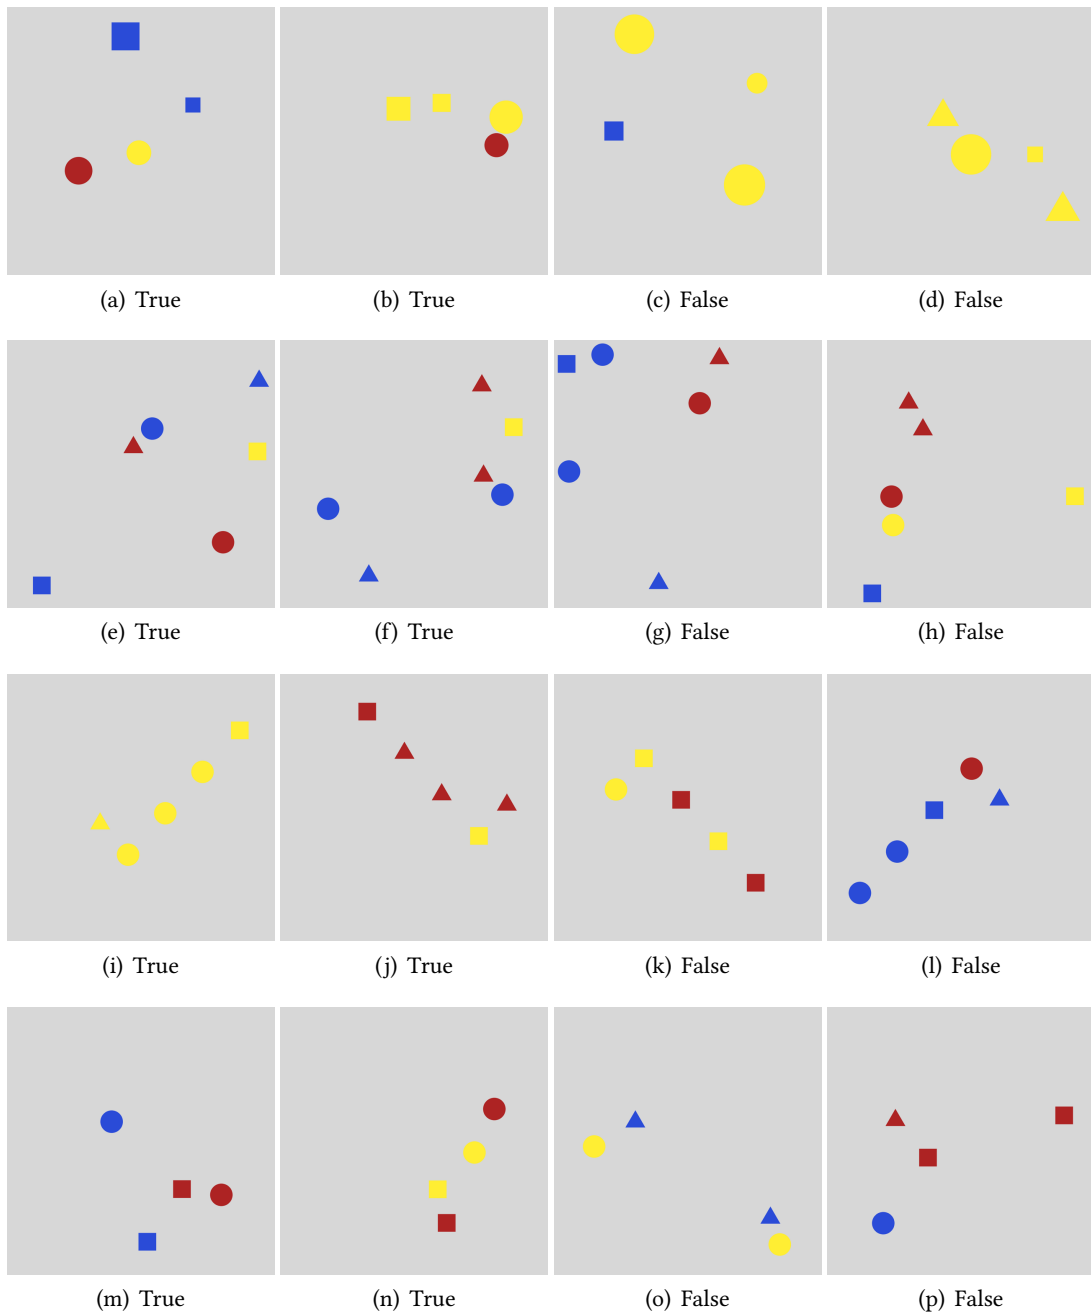 (a) True (b) True (c) False (d) False
(e) True (f) True (g) False (h) False
(i) True (j) True (k) False (l) False
(m) True (n) True (o) False (p) False